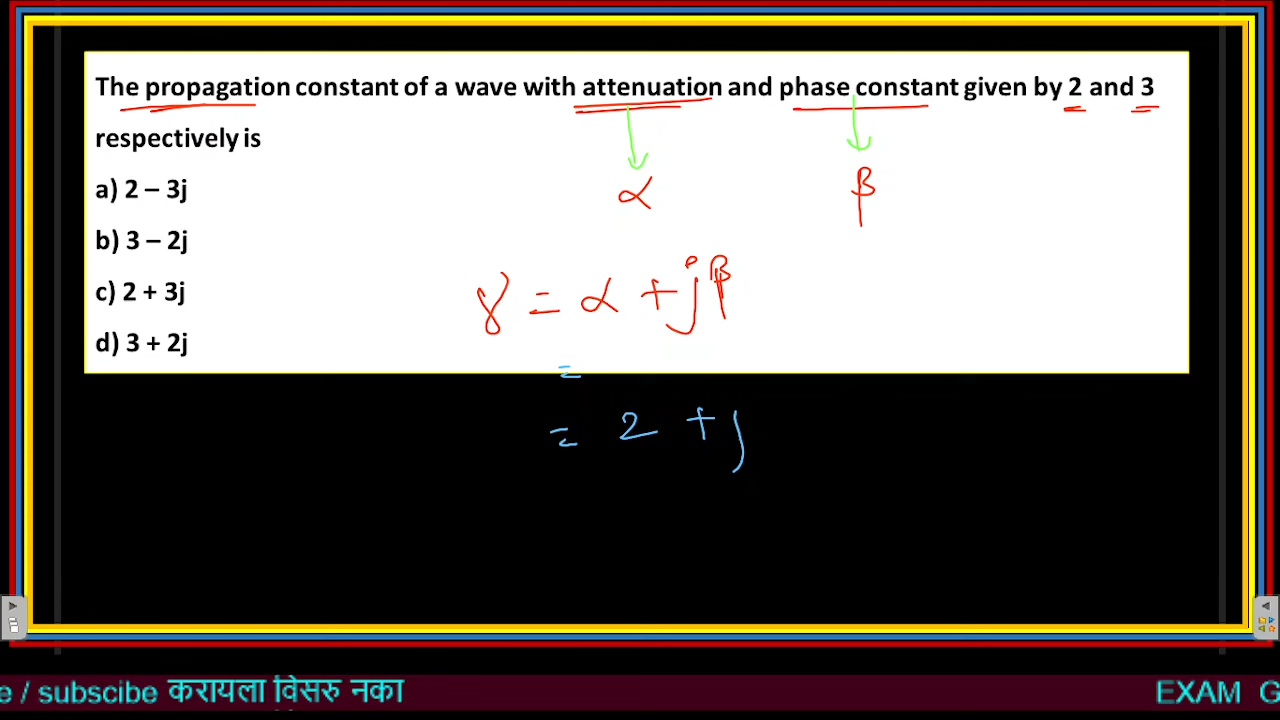 The propagation constant of a wave with attenuation and phase constant given by 2 and 3
respectively is
a) 2 – 3j
b) 3 – 2j
c) 2 + 3j
d) 3 + 2j
α
β
γ = α + jβ
=
= 2 + j
e / subscibe करायला विसरु नका
EXAM G